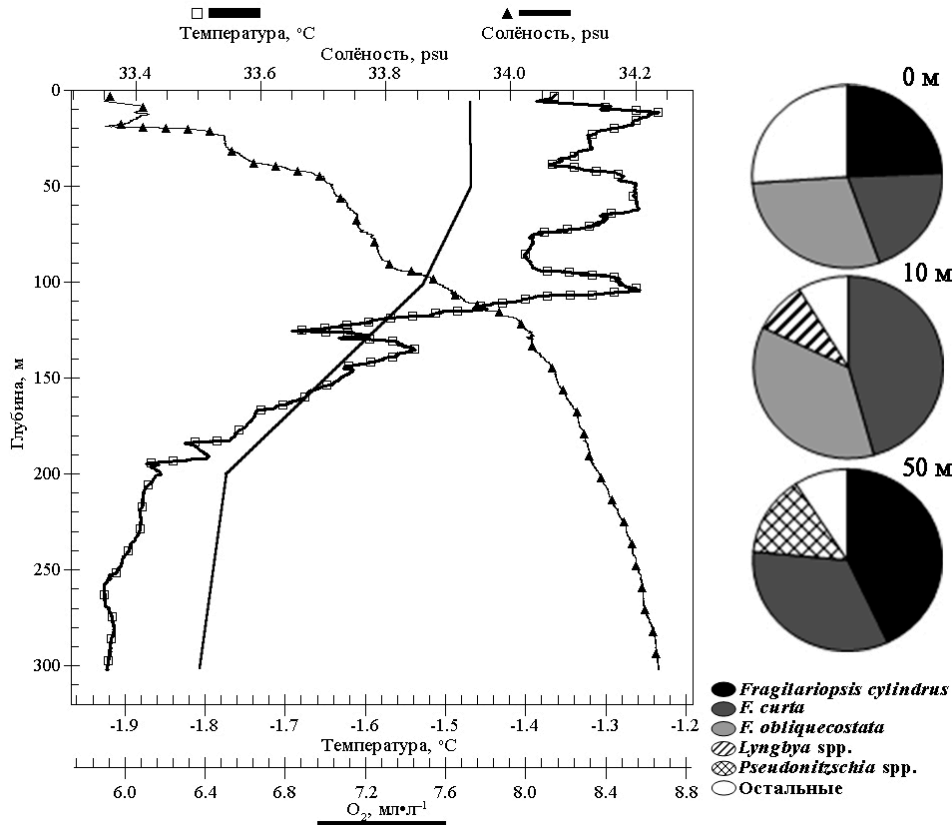 Температура, °C Солёность, psu
Солёность, psu
33.4 33.6 33.8 34.0 34.2
0
50
100
150
200
250
300
Глубина, м
-1.9 -1.8 -1.7 -1.6 -1.5 -1.4 -1.3 -1.2
Температура, °C
6.0 6.4 6.8 7.2 7.6 8.0 8.4 8.8
O₂, мл•л⁻¹
0 м
10 м
50 м
Fragilariopsis cylindrus
F. curta
F. obliquecostata
Lyngbya spp.
Pseudonitzschia spp.
Остальные